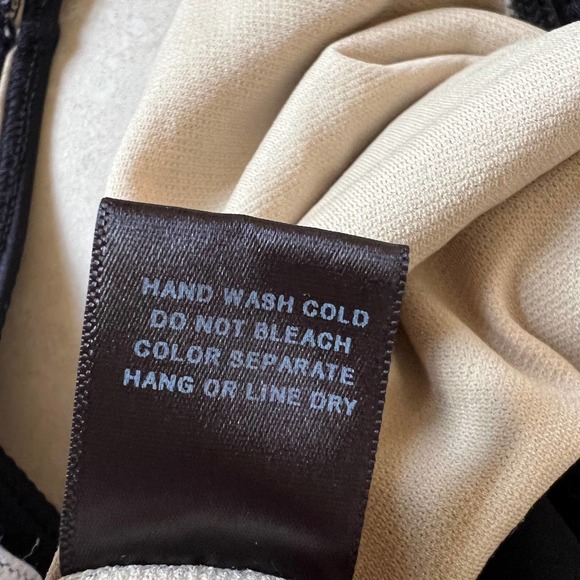 HAND WASH COLD
DO NOT BLEACH
COLOR SEPARATE
HANG OR LINE DRY